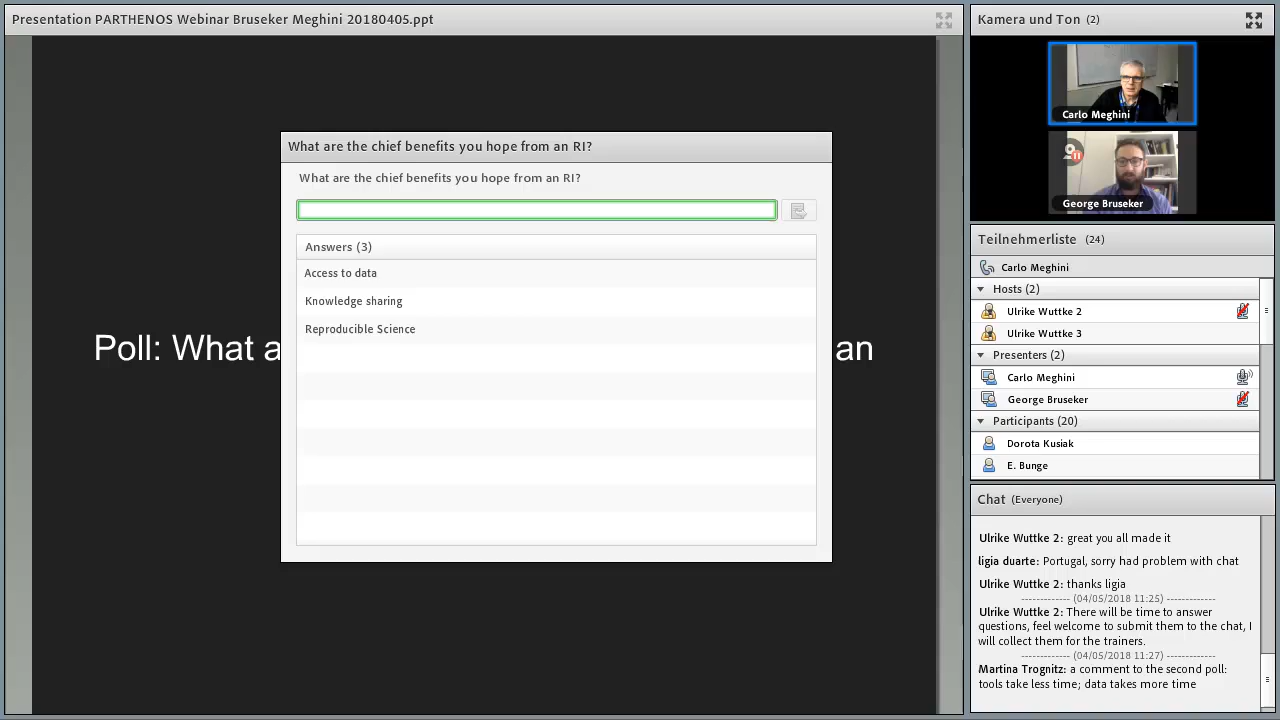 Presentation PARTHENOS Webinar Bruseker Meghini 20180405.ppt
Poll: What a
an
What are the chief benefits you hope from an RI?
What are the chief benefits you hope from an RI?
Answers (3)
Access to data
Knowledge sharing
Reproducible Science
Kamera und Ton (2)
Carlo Meghini
George Bruseker
Teilnehmerliste (24)
Carlo Meghini
Hosts (2)
Ulrike Wuttke 2
Ulrike Wuttke 3
Presenters (2)
Carlo Meghini
George Bruseker
Participants (20)
Dorota Kusiak
E. Bunge
Chat (Everyone)
Ulrike Wuttke 2: great you all made it
ligia duarte: Portugal, sorry had problem with chat
Ulrike Wuttke 2: thanks ligia
------------- (04/05/2018 11:25) -------------
Ulrike Wuttke 2: There will be time to answer
questions, feel welcome to submit them to the chat, I
will collect them for the trainers.
------------- (04/05/2018 11:27) -------------
Martina Trognitz: a comment to the second poll:
tools take less time; data takes more time